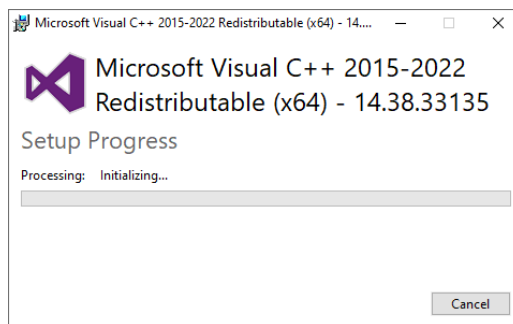 Microsoft Visual C++ 2015-2022 Redistributable (x64) - 14....
Microsoft Visual C++ 2015-2022
Redistributable (x64) - 14.38.33135
Setup Progress
Processing: Initializing...
Cancel